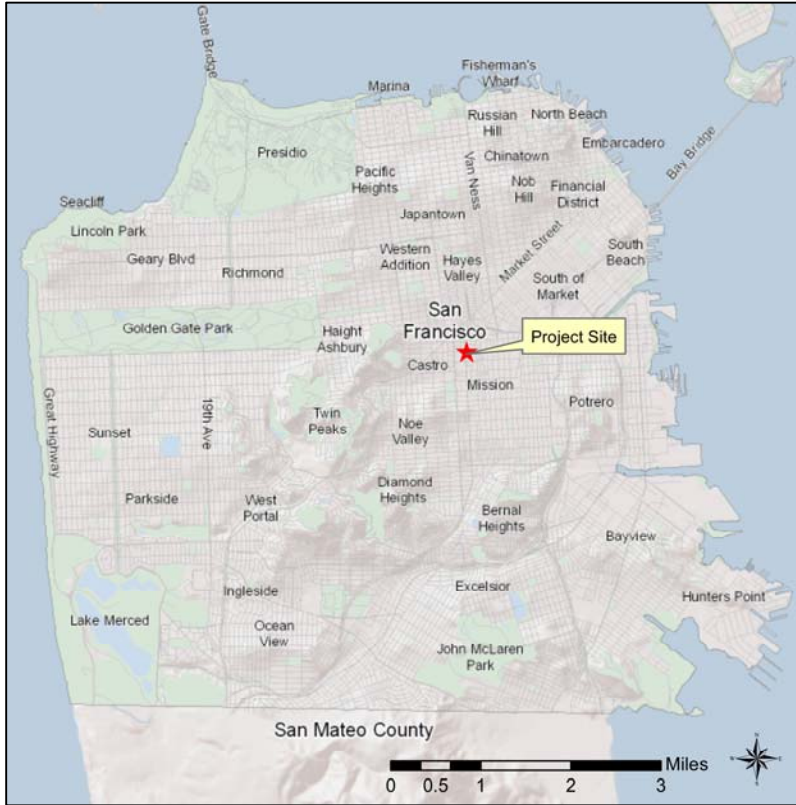 Gate Bridge
Fisherman's
Wharf
Marina
Russian
Hill
North Beach
Embarcadero
Bay Bridge
Presidio
Chinatown
Pacific
Heights
Van Ness
Nob
Hill
Financial
District
Seacliff
Lincoln Park
Japantown
Geary Blvd
Richmond
Western
Addition
Hayes
Valley
Market Street
South
Beach
South of
Market
San
Francisco
Golden Gate Park
Haight
Ashbury
Project Site
Castro
Mission
Great Highway
19th Ave
Sunset
Twin
Peaks
Noe
Valley
Potrero
Parkside
West
Portal
Diamond
Heights
Bernal
Heights
Bayview
Ingleside
Excelsior
Hunters Point
Lake Merced
Ocean
View
John McLaren
Park
San Mateo County
Miles
0 0.5 1 2 3